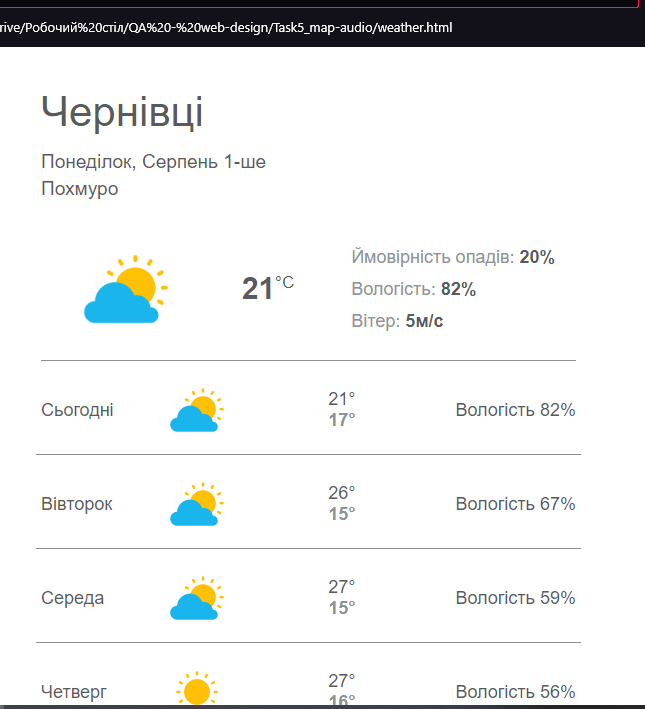 rive/Робочий%20стіл/QA%20-%20web-design/Task5_map-audio/weather.html
Чернівці
Понеділок, Серпень 1-ше
Похмуро
21°C
Ймовірність опадів: 20%
Вологість: 82%
Вітер: 5м/с
Сьогодні 21° Вологість 82%
17°
Вівторок 26° Вологість 67%
15°
Середа 27° Вологість 59%
15°
Четверг 27° Вологість 56%
16°